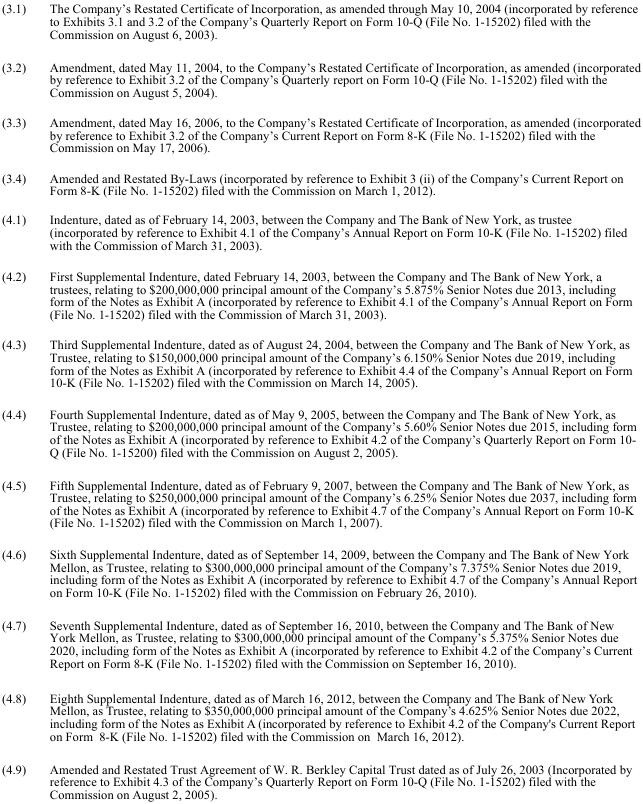 (3.1) The Company's Restated Certificate of Incorporation, as amended through May 10, 2004 (incorporated by reference
to Exhibits 3.1 and 3.2 of the Company's Quarterly Report on Form 10-Q (File No. 1-15202) filed with the
Commission on August 6, 2003).
(3.2) Amendment, dated May 11, 2004, to the Company's Restated Certificate of Incorporation, as amended (incorporated
by reference to Exhibit 3.2 of the Company's Quarterly report on Form 10-Q (File No. 1-15202) filed with the
Commission on August 5, 2004).
(3.3) Amendment, dated May 16, 2006, to the Company's Restated Certificate of Incorporation, as amended (incorporated
by reference to Exhibit 3.2 of the Company's Current Report on Form 8-K (File No. 1-15202) filed with the
Commission on May 17, 2006).
(3.4) Amended and Restated By-Laws (incorporated by reference to Exhibit 3 (ii) of the Company's Current Report on
Form 8-K (File No. 1-15202) filed with the Commission on March 1, 2012).
(4.1) Indenture, dated as of February 14, 2003, between the Company and The Bank of New York, as trustee
(incorporated by reference to Exhibit 4.1 of the Company's Annual Report on Form 10-K (File No. 1-15202) filed
with the Commission of March 31, 2003).
(4.2) First Supplemental Indenture, dated February 14, 2003, between the Company and The Bank of New York, a
trustees, relating to $200,000,000 principal amount of the Company's 5.875% Senior Notes due 2013, including
form of the Notes as Exhibit A (incorporated by reference to Exhibit 4.1 of the Company's Annual Report on Form
(File No. 1-15202) filed with the Commission of March 31, 2003).
(4.3) Third Supplemental Indenture, dated as of August 24, 2004, between the Company and The Bank of New York, as
Trustee, relating to $150,000,000 principal amount of the Company's 6.150% Senior Notes due 2019, including
form of the Notes as Exhibit A (incorporated by reference to Exhibit 4.4 of the Company's Annual Report on Form
10-K (File No. 1-15202) filed with the Commission on March 14, 2005).
(4.4) Fourth Supplemental Indenture, dated as of May 9, 2005, between the Company and The Bank of New York, as
Trustee, relating to $200,000,000 principal amount of the Company's 5.60% Senior Notes due 2015, including form
of the Notes as Exhibit A (incorporated by reference to Exhibit 4.2 of the Company's Quarterly Report on Form 10-
Q (File No. 1-15200) filed with the Commission on August 2, 2005).
(4.5) Fifth Supplemental Indenture, dated as of February 9, 2007, between the Company and The Bank of New York, as
Trustee, relating to $250,000,000 principal amount of the Company's 6.25% Senior Notes due 2037, including form
of the Notes as Exhibit A (incorporated by reference to Exhibit 4.7 of the Company's Annual Report on Form 10-K
(File No. 1-15202) filed with the Commission on March 1, 2007).
(4.6) Sixth Supplemental Indenture, dated as of September 14, 2009, between the Company and The Bank of New York
Mellon, as Trustee, relating to $300,000,000 principal amount of the Company's 7.375% Senior Notes due 2019,
including form of the Notes as Exhibit A (incorporated by reference to Exhibit 4.7 of the Company's Annual Report
on Form 10-K (File No. 1-15202) filed with the Commission on February 26, 2010).
(4.7) Seventh Supplemental Indenture, dated as of September 16, 2010, between the Company and The Bank of New
York Mellon, as Trustee, relating to $300,000,000 principal amount of the Company's 5.375% Senior Notes due
2020, including form of the Notes as Exhibit A (incorporated by reference to Exhibit 4.2 of the Company's Current
Report on Form 8-K (File No. 1-15202) filed with the Commission on September 16, 2010).
(4.8) Eighth Supplemental Indenture, dated as of March 16, 2012, between the Company and The Bank of New York
Mellon, as Trustee, relating to $350,000,000 principal amount of the Company's 4.625% Senior Notes due 2022,
including form of the Notes as Exhibit A (incorporated by reference to Exhibit 4.2 of the Company's Current Report
on Form 8-K (File No. 1-15202) filed with the Commission on March 16, 2012).
(4.9) Amended and Restated Trust Agreement of W. R. Berkley Capital Trust dated as of July 26, 2003 (Incorporated by
reference to Exhibit 4.3 of the Company's Quarterly Report on Form 10-Q (File No. 1-15202) filed with the
Commission on August 2, 2005).